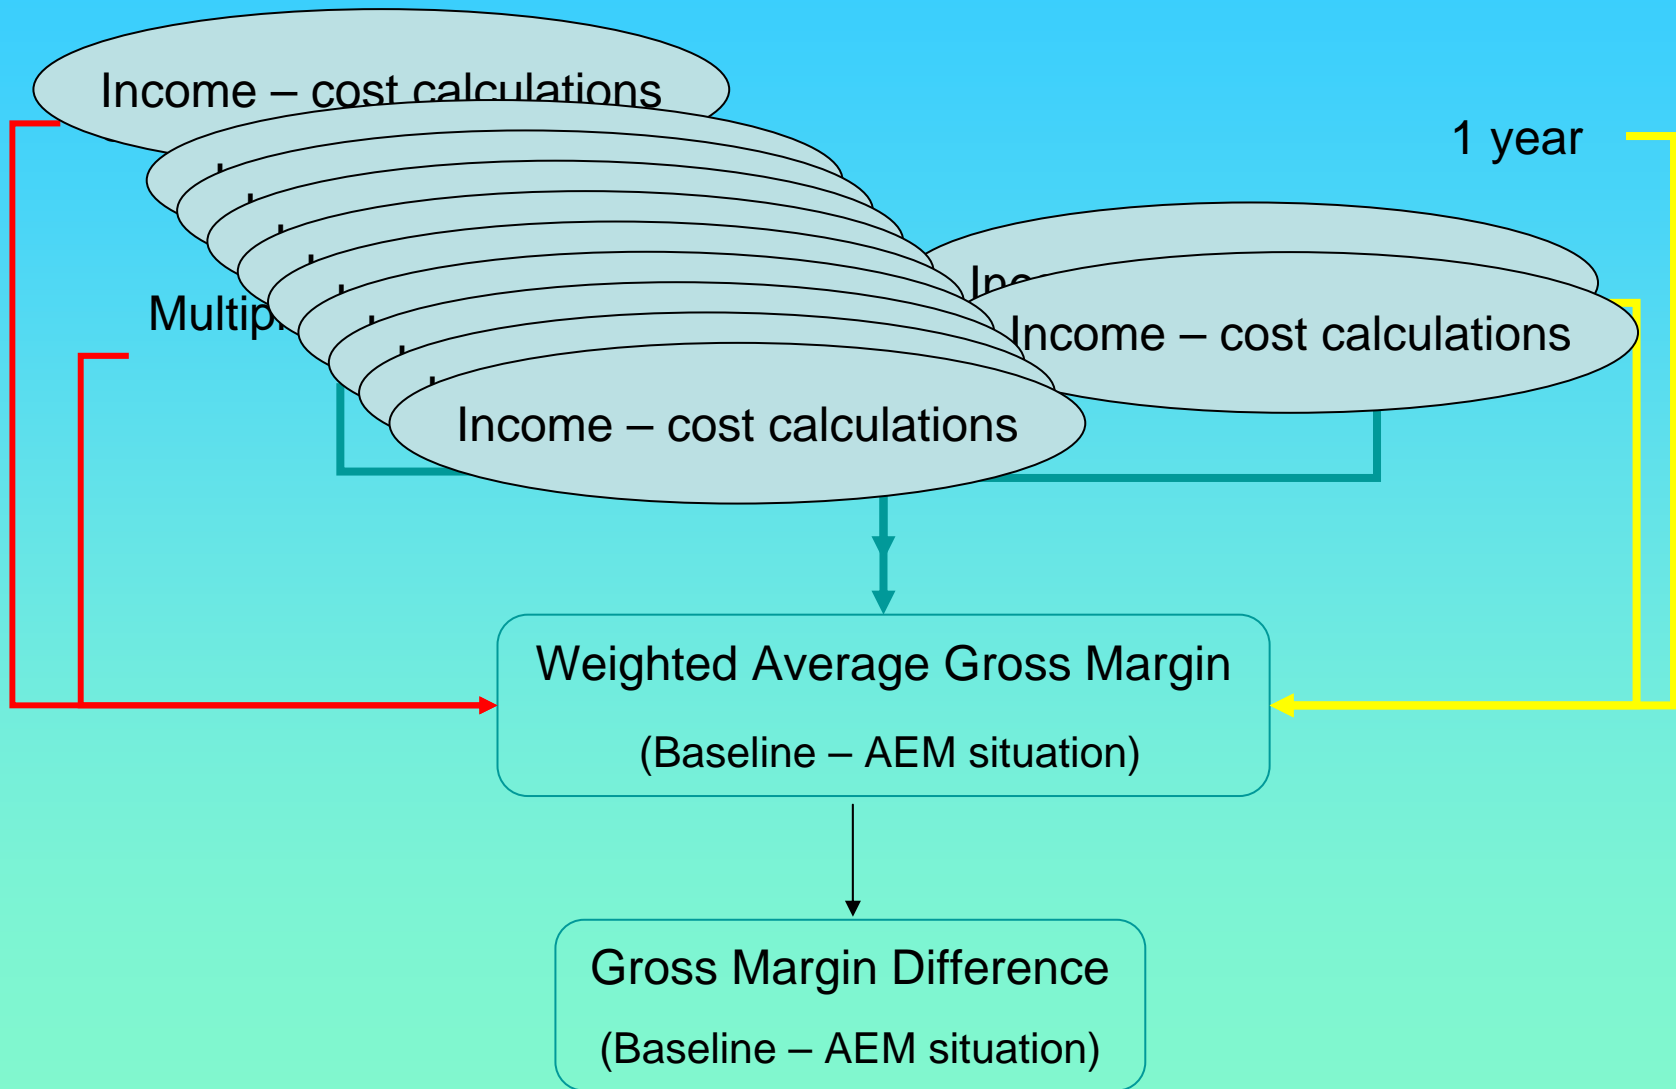 Income – cost calculations
1 year
Income – cost calculations
Income – cost calculations
Weighted Average Gross Margin
(Baseline – AEM situation)
Gross Margin Difference
(Baseline – AEM situation)